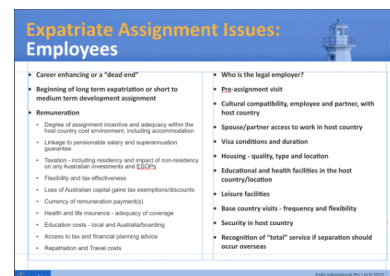 Expatriate Assignment Issues:
Employees
• Career enhancing or a "dead end"
• Beginning of long term expatriation or short to
medium term development assignment
• Remuneration
• Degree of assignment incentive and adequacy within the
host country cost environment, including accommodation
• Linkage to pensionable salary and superannuation
guarantee
• Taxation - including residency and impact of non-residency
on any Australian investments and ESOPs
• Flexibility and tax effectiveness
• Loss of Australian capital gains tax exemptions/discounts
• Currency of remuneration payment(s)
• Health and life insurance - adequacy of coverage
• Education costs - local and Australia/boarding
• Access to tax and financial planning advice
• Repatriation and Travel costs
• Who is the legal employer?
• Pre-assignment visit
• Cultural compatibility, employee and partner, with
host country
• Spouse/partner access to work in host country
• Visa conditions and duration
• Housing - quality, type and location
• Educational and health facilities in the host
country/location
• Leisure facilities
• Base country visits - frequency and flexibility
• Security in host country
• Recognition of "total" service if separation should
occur overseas